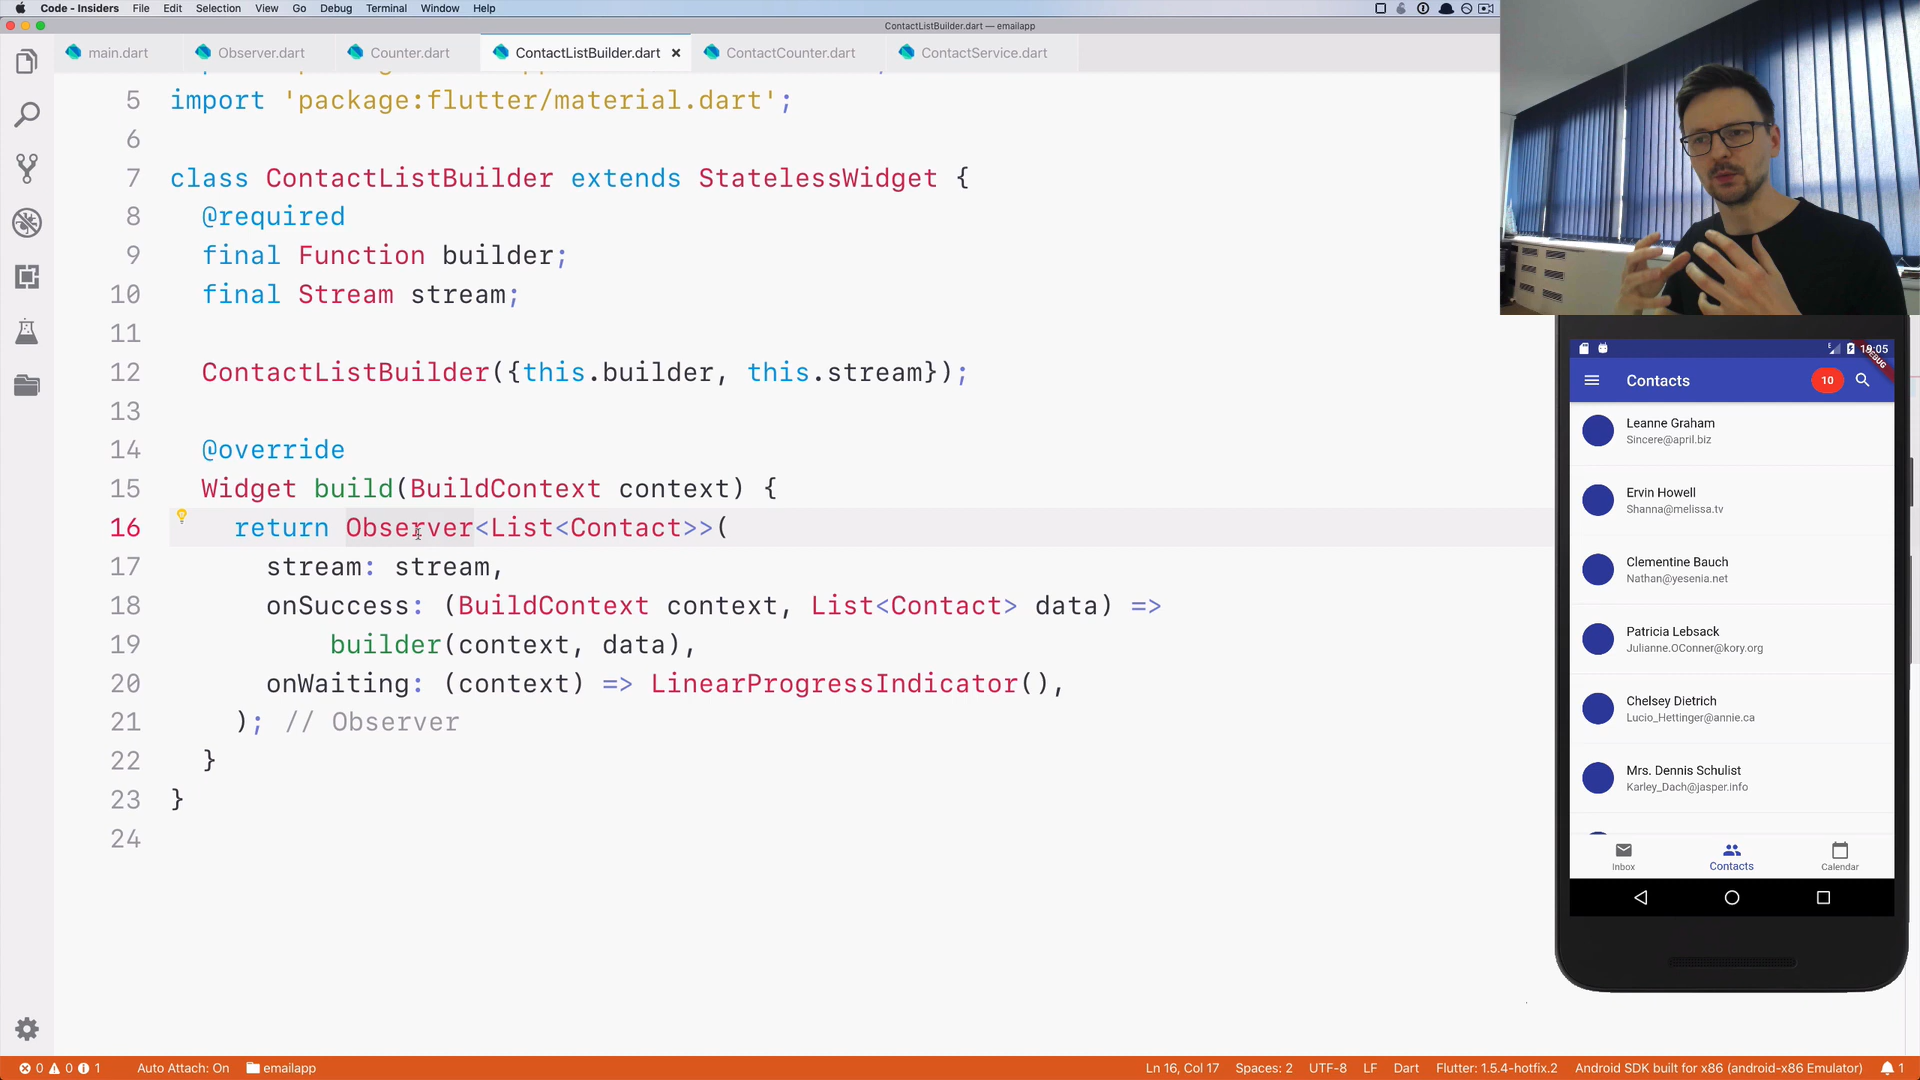 Code - Insiders File Edit Selection View Go Debug Terminal Window Help
ContactListBuilder.dart — emailapp
main.dart Observer.dart Counter.dart ContactListBuilder.dart × ContactCounter.dart ContactService.dart
5 import 'package:flutter/material.dart';
6
7 class ContactListBuilder extends StatelessWidget {
8 @required
9 final Function builder;
10 final Stream stream;
11
12 ContactListBuilder({this.builder, this.stream});
13
14 @override
15 Widget build(BuildContext context) {
16 return Observer<List<Contact>>(
17 stream: stream,
18 onSuccess: (BuildContext context, List<Contact> data) =>
19 builder(context, data),
20 onWaiting: (context) => LinearProgressIndicator(),
21 ); // Observer
22 }
23 }
24
19:05
DEBUG
Contacts 10
Leanne Graham
Sincere@april.biz
Ervin Howell
Shanna@melissa.tv
Clementine Bauch
Nathan@yesenia.net
Patricia Lebsack
Julianne.OConner@kory.org
Chelsey Dietrich
Lucio_Hettinger@annie.ca
Mrs. Dennis Schulist
Karley_Dach@jasper.info
Inbox Contacts Calendar
0 0 1 Auto Attach: On emailapp Ln 16, Col 17 Spaces: 2 UTF-8 LF Dart Flutter: 1.5.4-hotfix.2 Android SDK built for x86 (android-x86 Emulator) 1